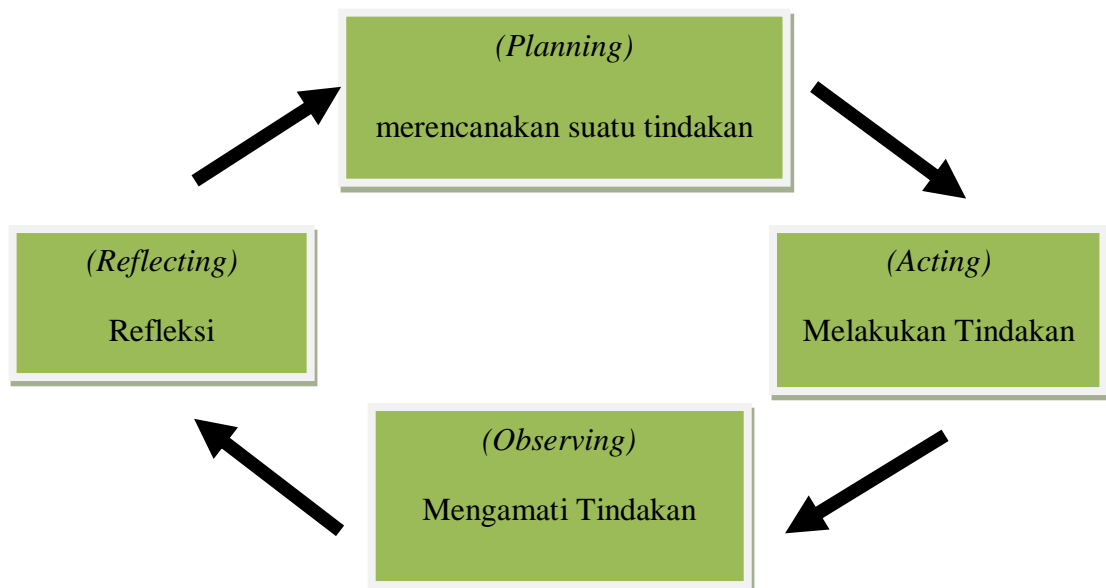 (Planning)
merencanakan suatu tindakan
(Reflecting)
Refleksi
(Acting)
Melakukan Tindakan
(Observing)
Mengamati Tindakan